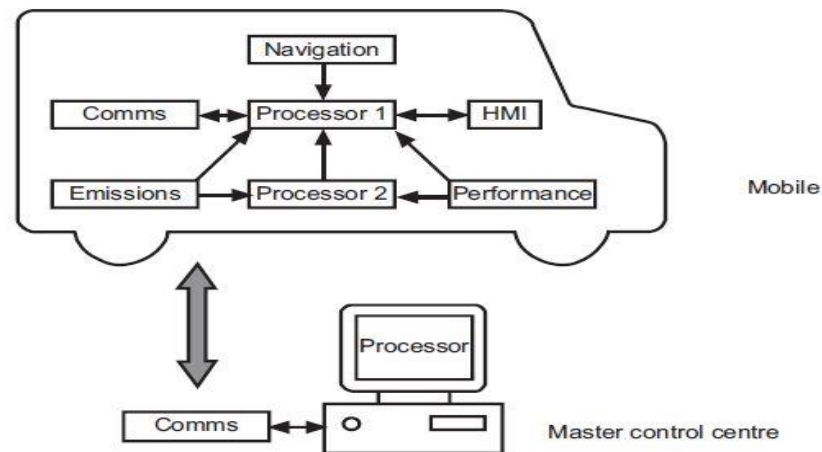 Navigation
Comms
Processor 1
HMI
Emissions
Processor 2
Performance
Mobile
Processor
Comms
Master control centre